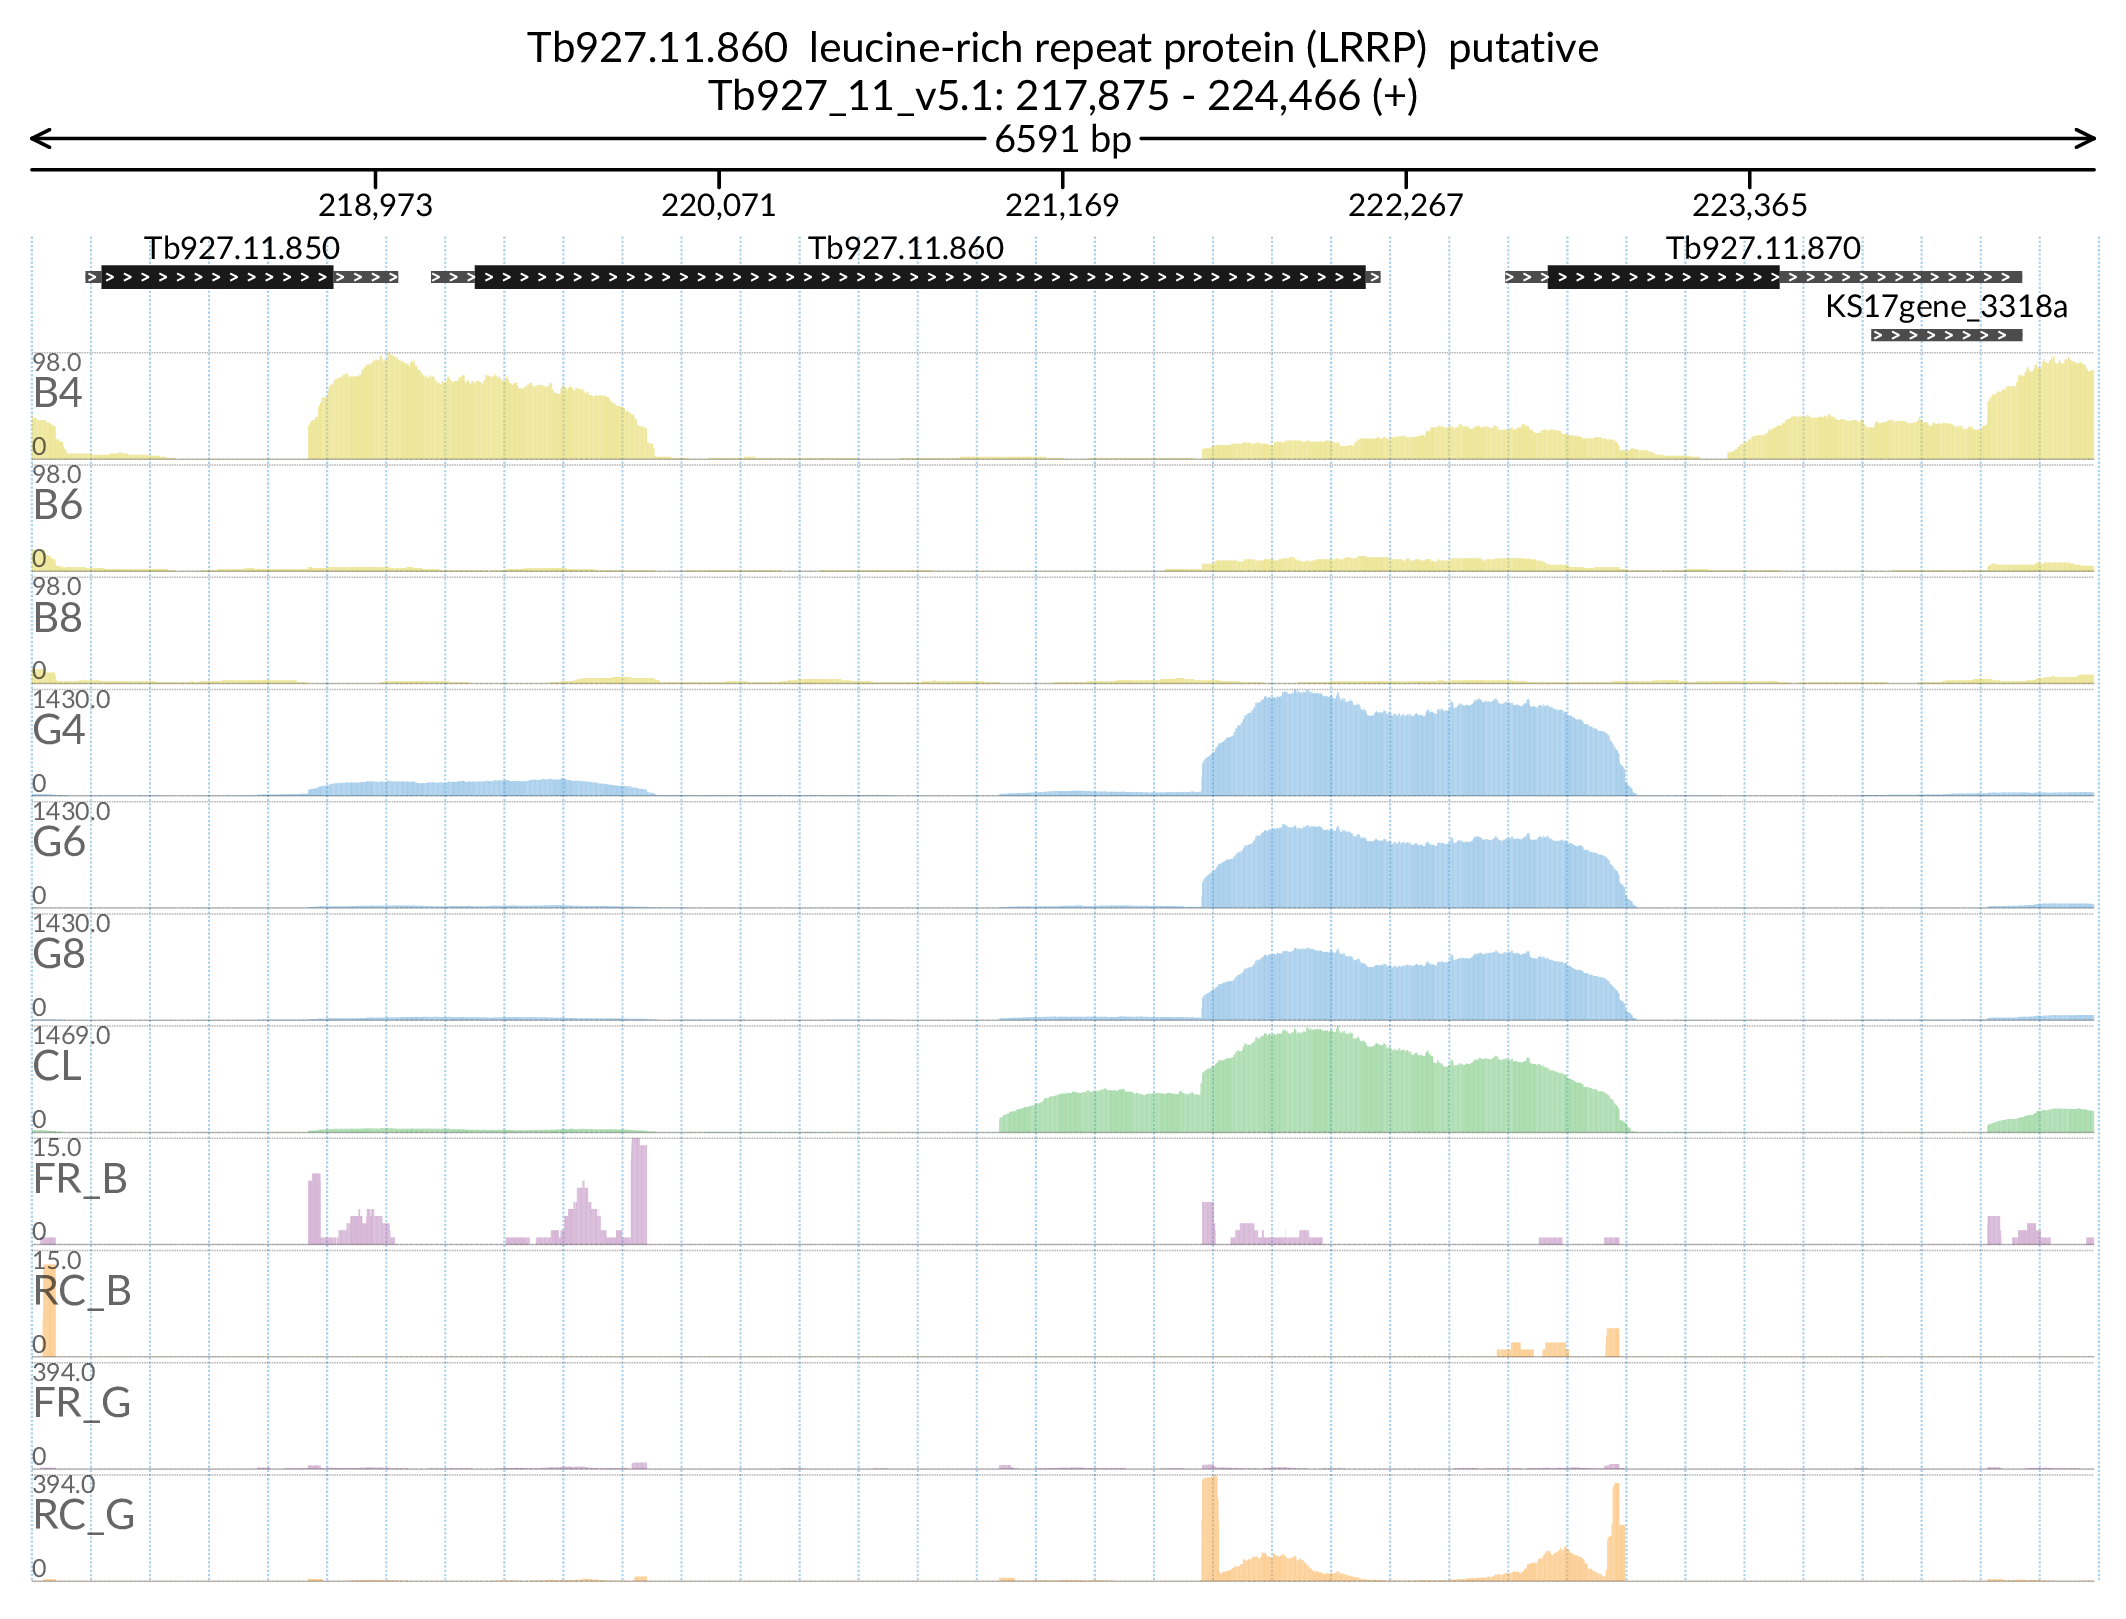 Tb927.11.860  leucine-rich repeat protein (LRRP)  putative
Tb927_11_v5.1: 217,875 - 224,466 (+)
6591 bp
218,973 220,071 221,169 222,267 223,365
Tb927.11.850 Tb927.11.860 Tb927.11.870
KS17gene_3318a
98.0
B4
0
98.0
B6
0
98.0
B8
0
1430.0
G4
0
1430.0
G6
0
1430.0
G8
0
1469.0
CL
0
15.0
FR_B
0
15.0
RC_B
0
394.0
FR_G
0
394.0
RC_G
0